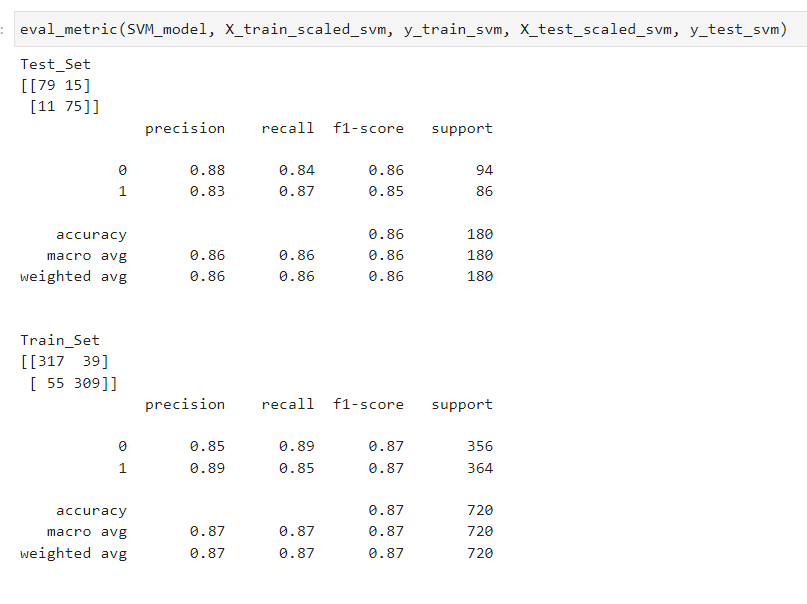 :
eval_metric(SVM_model, X_train_scaled_svm, y_train_svm, X_test_scaled_svm, y_test_svm)
Test_Set
[[79 15]
 [11 75]]
              precision    recall  f1-score   support

           0       0.88      0.84      0.86        94
           1       0.83      0.87      0.85        86

    accuracy                           0.86       180
   macro avg       0.86      0.86      0.86       180
weighted avg       0.86      0.86      0.86       180

Train_Set
[[317  39]
 [ 55 309]]
              precision    recall  f1-score   support

           0       0.85      0.89      0.87       356
           1       0.89      0.85      0.87       364

    accuracy                           0.87       720
   macro avg       0.87      0.87      0.87       720
weighted avg       0.87      0.87      0.87       720